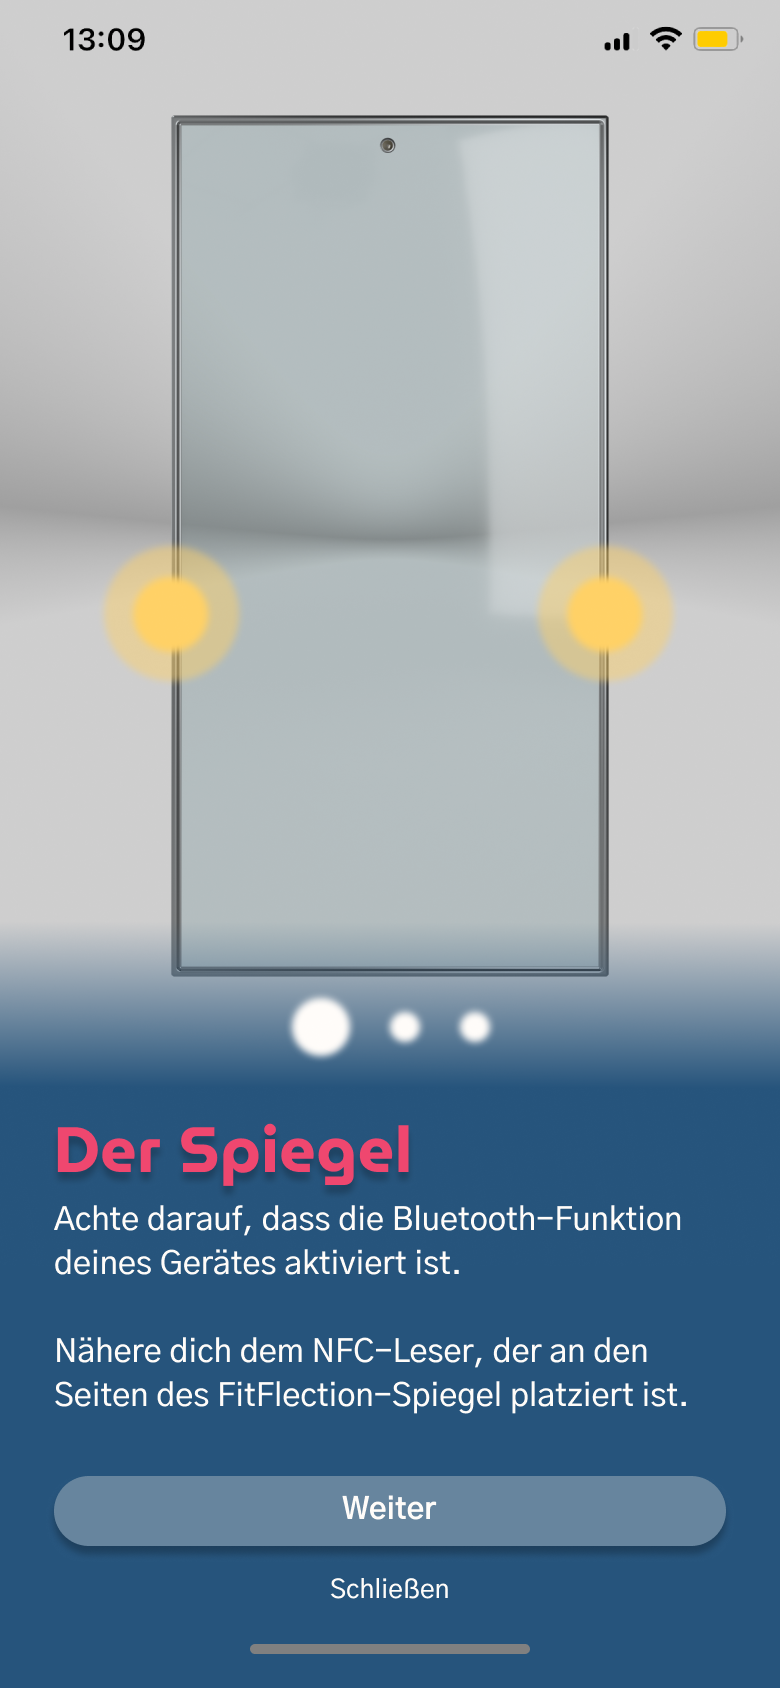 13:09
Der Spiegel
Achte darauf, dass die Bluetooth-Funktion
deines Gerätes aktiviert ist.
Nähere dich dem NFC-Leser, der an den
Seiten des FitFlection-Spiegel platziert ist.
Weiter
Schließen